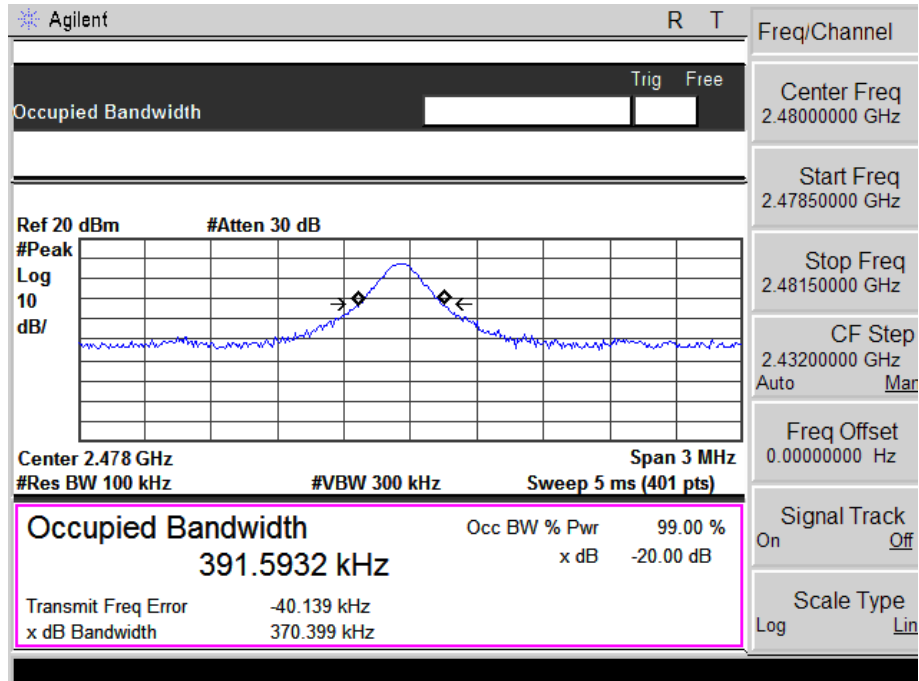 Agilent R T
Trig Free
Occupied Bandwidth
Ref 20 dBm #Atten 30 dB
#Peak
Log
10
dB/
Center 2.478 GHz Span 3 MHz
#Res BW 100 kHz #VBW 300 kHz Sweep 5 ms (401 pts)
Occupied Bandwidth
391.5932 kHz
Occ BW % Pwr 99.00 %
x dB -20.00 dB
Transmit Freq Error -40.139 kHz
x dB Bandwidth 370.399 kHz
Freq/Channel
Center Freq
2.48000000 GHz
Start Freq
2.47850000 GHz
Stop Freq
2.48150000 GHz
CF Step
2.43200000 GHz
Auto Man
Freq Offset
0.00000000 Hz
Signal Track
On Off
Scale Type
Log Lin